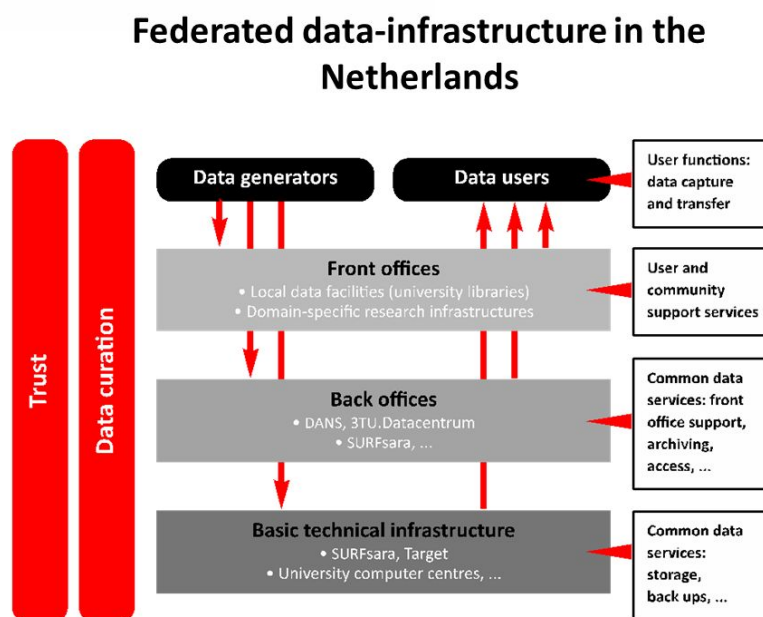 Federated data-infrastructure in the
Netherlands
Trust
Data curation
Data generators
Data users
User functions:
data capture
and transfer
Front offices
• Local data facilities (university libraries)
• Domain-specific research infrastructures
User and
community
support services
Back offices
• DANS, 3TU.Datacentrum
• SURFsara, ...
Common data
services: front
office support,
archiving,
access, ...
Basic technical infrastructure
• SURFsara, Target
• University computer centres, ...
Common data
services:
storage,
back ups, ...